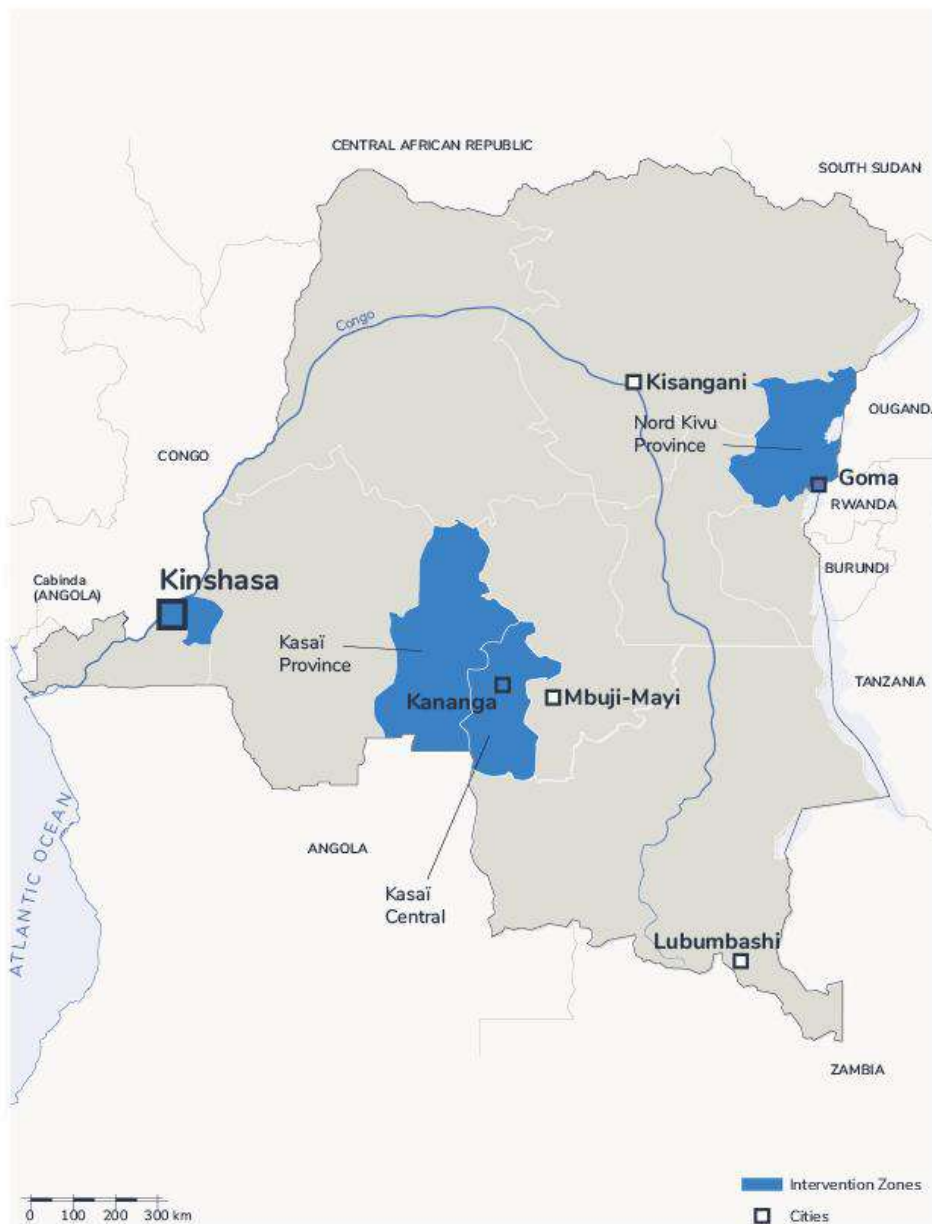 CENTRAL AFRICAN REPUBLIC
SOUTH SUDAN
Congo
Kisangani
Nord Kivu
Province
OUGANDA
CONGO
Goma
RWANDA
Cabinda
(ANGOLA)
Kinshasa
BURUNDI
Kasaï
Province
TANZANIA
Kananga
Mbuji-Mayi
ATLANTIC OCEAN
ANGOLA
Kasaï
Central
Lubumbashi
ZAMBIA
Intervention Zones
0 100 200 300 km
Cities